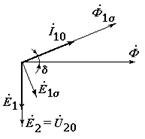 Φ̇₁σ
İ₁₀
Φ̇
δ
Ė₁σ
Ė₁
Ė₂ = U̇₂₀